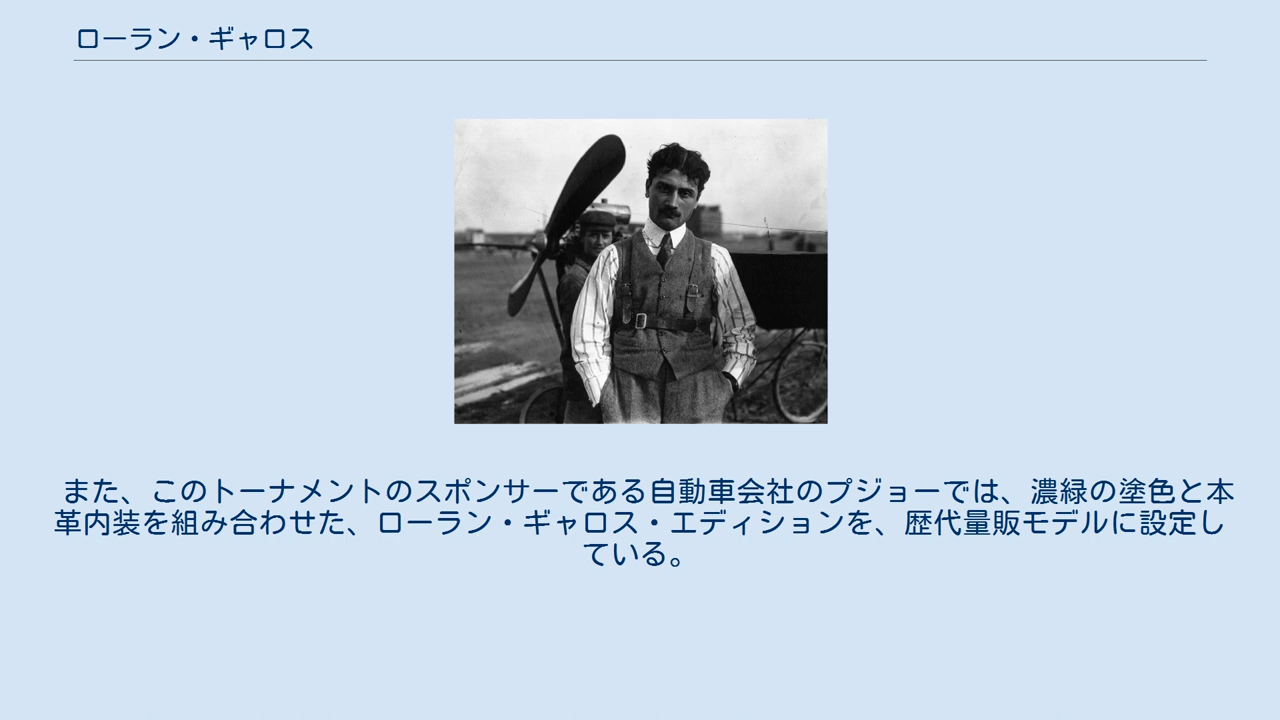 ローラン・ギャロス
また、このトーナメントのスポンサーである自動車会社のプジョーでは、濃緑の塗色と本
革内装を組み合わせた、ローラン・ギャロス・エディションを、歴代量販モデルに設定し
ている。